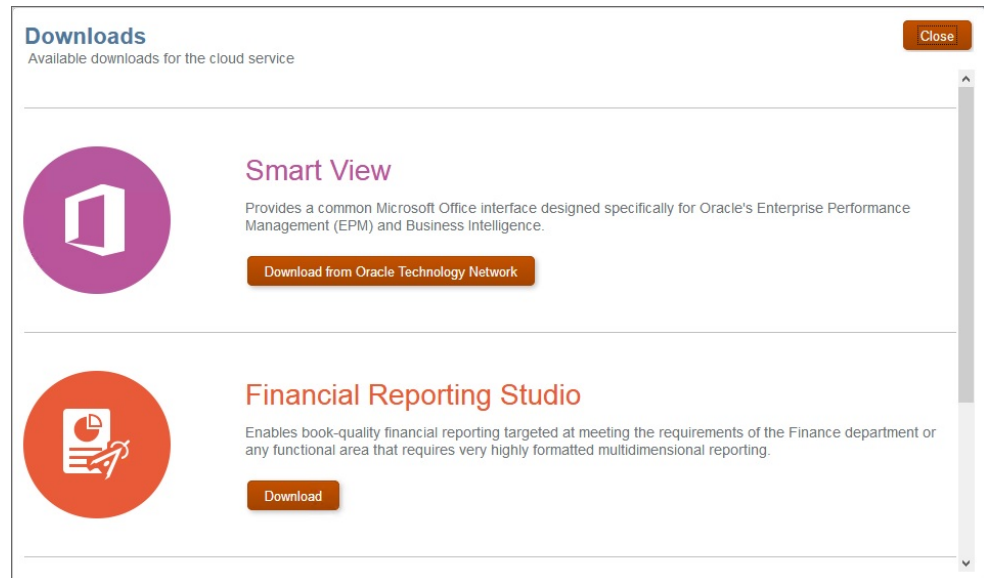 Downloads
Close
Available downloads for the cloud service
Smart View
Provides a common Microsoft Office interface designed specifically for Oracle's Enterprise Performance
Management (EPM) and Business Intelligence.
Download from Oracle Technology Network
Financial Reporting Studio
Enables book-quality financial reporting targeted at meeting the requirements of the Finance department or
any functional area that requires very highly formatted multidimensional reporting.
Download